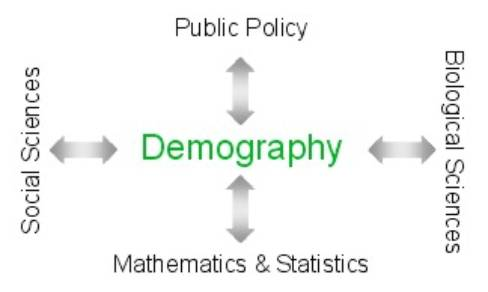 Public Policy
Social Sciences
Demography
Biological Sciences
Mathematics & Statistics